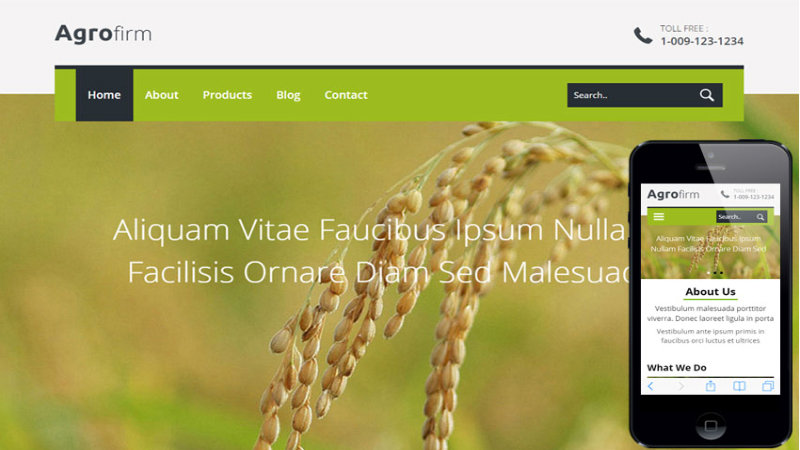 Agrofirm
TOLL FREE :
1-009-123-1234
Home About Products Blog Contact
Search..
Aliquam Vitae Faucibus Ipsum Nulla
Facilisis Ornare Diam Sed Malesuad
Agrofirm
TOLL FREE :
1-009-123-1234
Search..
Aliquam Vitae Faucibus Ipsum
Nullam Facilisis Ornare Diam Sed
About Us
Vestibulum malesuada porttitor
viverra. Donec laoreet ligula in porta
Vestibulum ante ipsum primis in
faucibus orci luctus et ultrices
What We Do